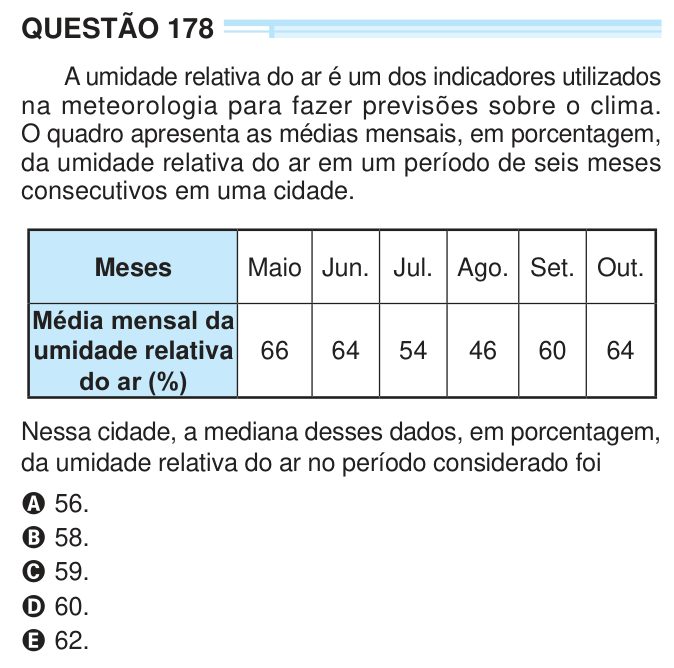 QUESTÃO 178
A umidade relativa do ar é um dos indicadores utilizados
na meteorologia para fazer previsões sobre o clima.
O quadro apresenta as médias mensais, em porcentagem,
da umidade relativa do ar em um período de seis meses
consecutivos em uma cidade.
Meses Maio Jun. Jul. Ago. Set. Out.
Média mensal da
umidade relativa 66 64 54 46 60 64
do ar (%)
Nessa cidade, a mediana desses dados, em porcentagem,
da umidade relativa do ar no período considerado foi
A 56.
B 58.
C 59.
D 60.
E 62.